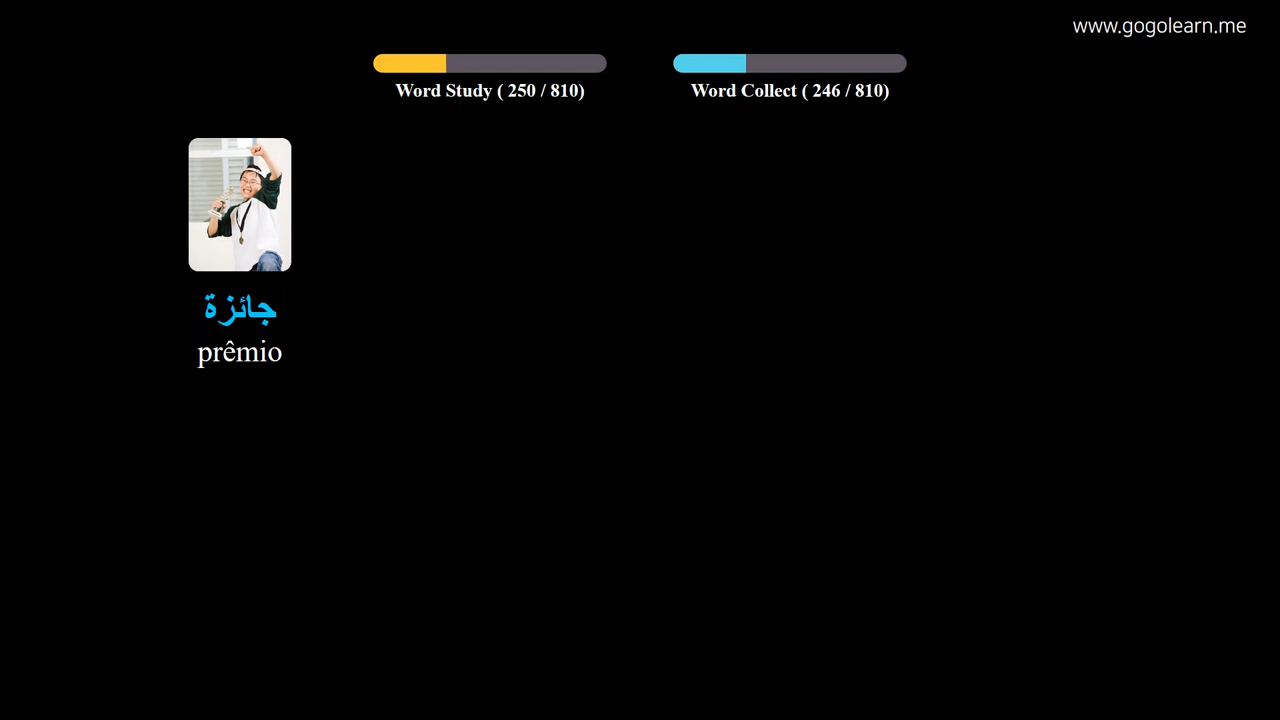 www.gogolearn.me
Word Study ( 250 / 810)
Word Collect ( 246 / 810)
جائزة
prêmio